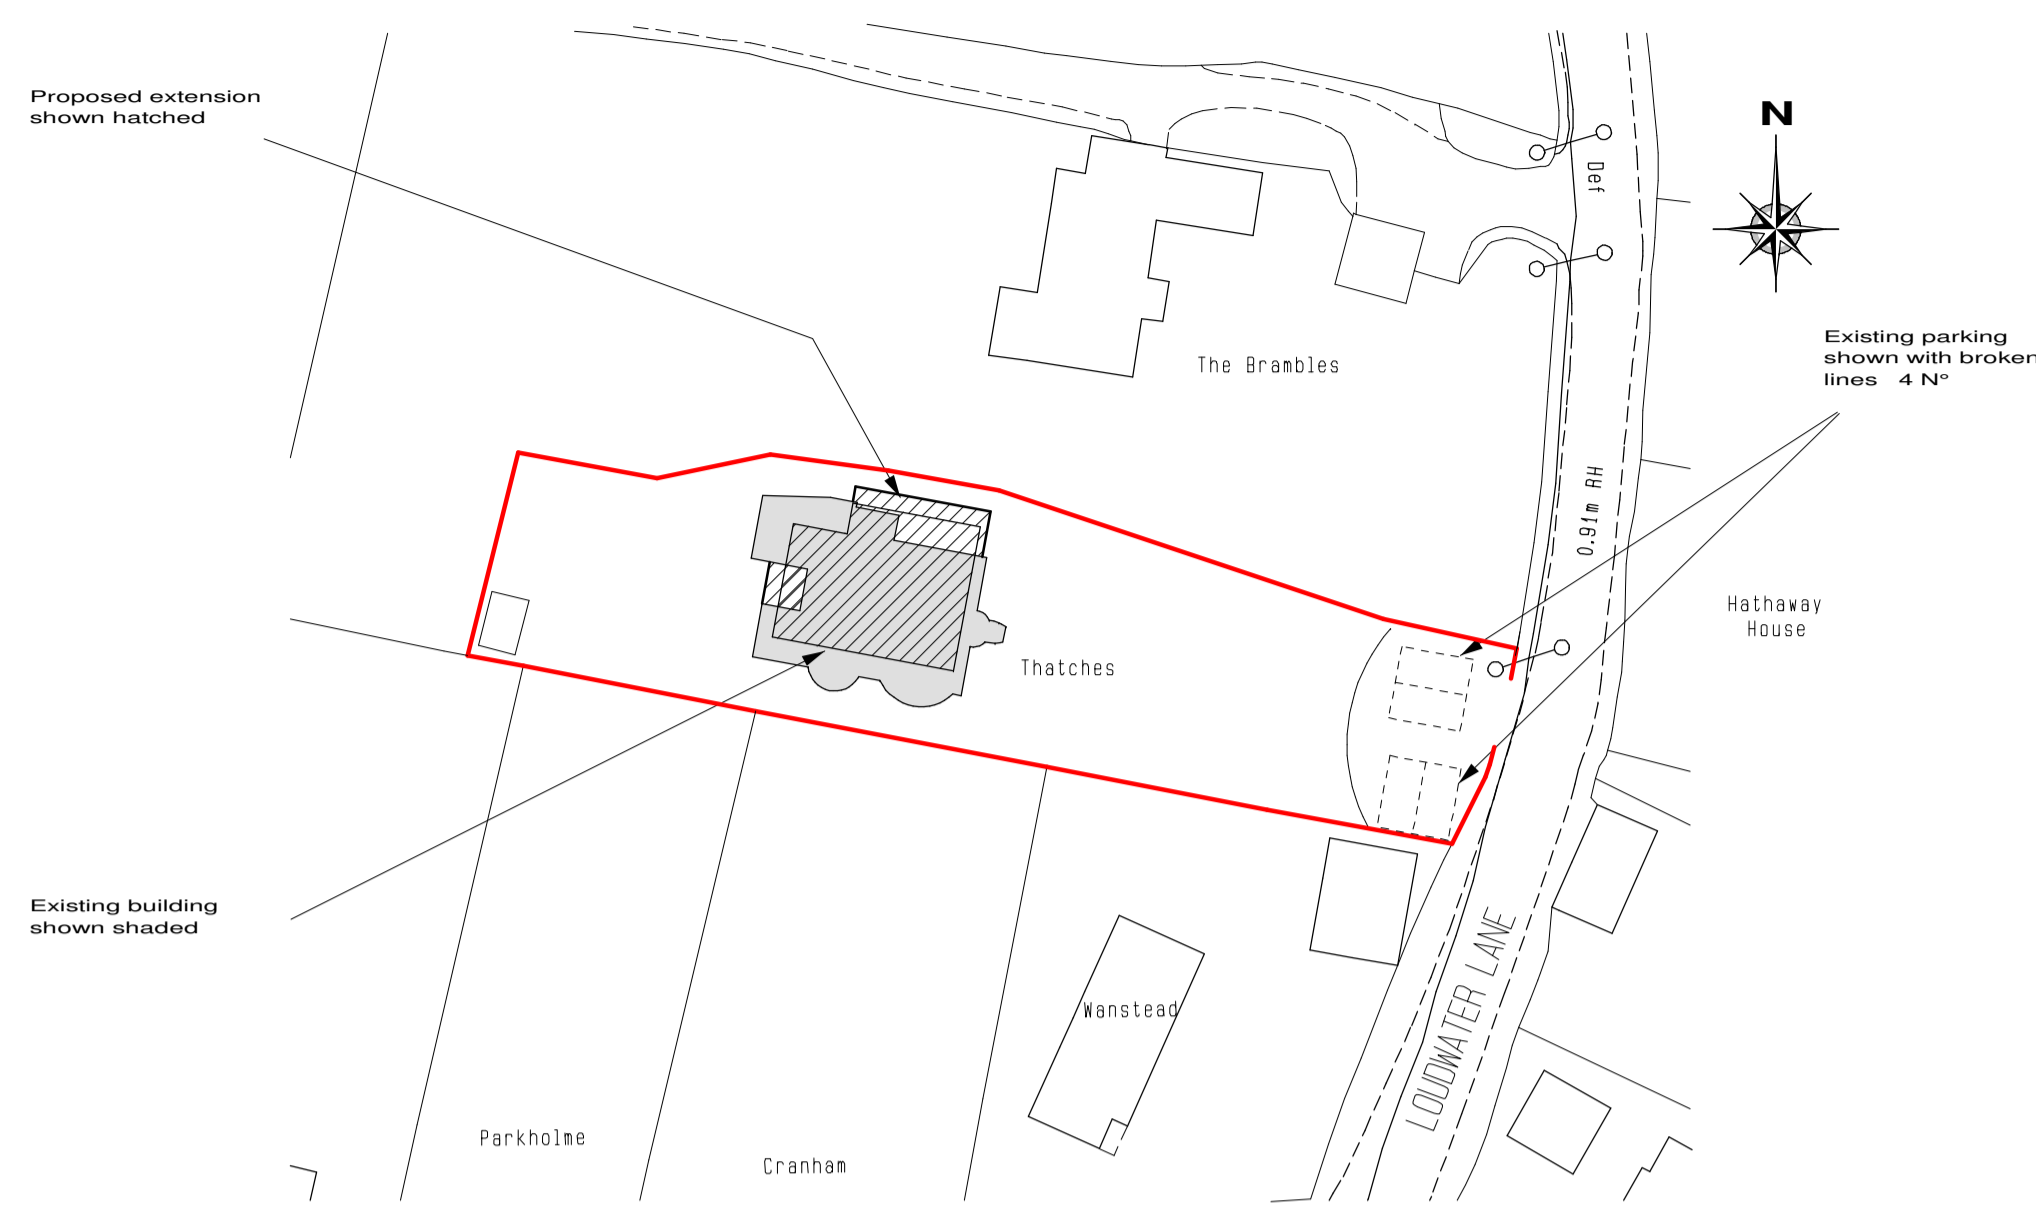 Proposed extension
shown hatched
N
Def
Existing parking
shown with broken
lines 4 N°
The Brambles
0.91m RH
Hathaway
House
Thatches
Existing building
shown shaded
LOUDWATER LANE
Wanstead
Parkholme
Cranham